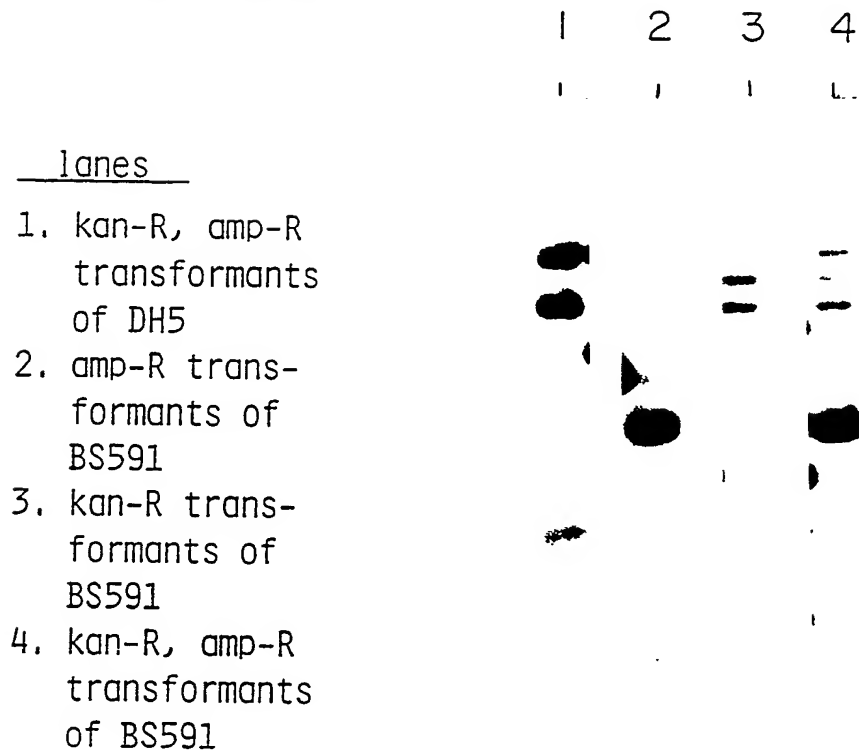 1 2 3 4
lanes
1. kan-R, amp-R
transformants
of DH5
2. amp-R trans-
formants of
BS591
3. kan-R trans-
formants of
BS591
4. kan-R, amp-R
transformants
of BS591